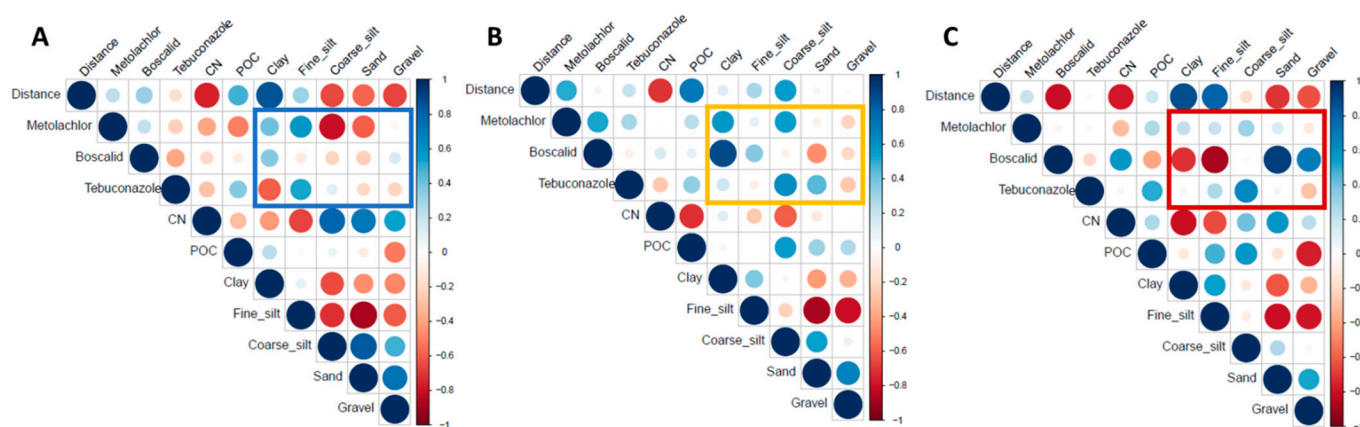 A
Distance
Metolachlor
Boscalid
Tebuconazole
CN
POC
Clay
Fine_silt
Coarse_silt
Sand
Gravel
Distance
Metolachlor
Boscalid
Tebuconazole
CN
POC
Clay
Fine_silt
Coarse_silt
Sand
Gravel
1
0.8
0.6
0.4
0.2
0
-0.2
-0.4
-0.6
-0.8
-1
B
Distance
Metolachlor
Boscalid
Tebuconazole
CN
POC
Clay
Fine_silt
Coarse_silt
Sand
Gravel
Distance
Metolachlor
Boscalid
Tebuconazole
CN
POC
Clay
Fine_silt
Coarse_silt
Sand
Gravel
1
0.8
0.6
0.4
0.2
0
-0.2
-0.4
-0.6
-0.8
-1
C
Distance
Metolachlor
Boscalid
Tebuconazole
CN
POC
Clay
Fine_silt
Coarse_silt
Sand
Gravel
Distance
Metolachlor
Boscalid
Tebuconazole
CN
POC
Clay
Fine_silt
Coarse_silt
Sand
Gravel